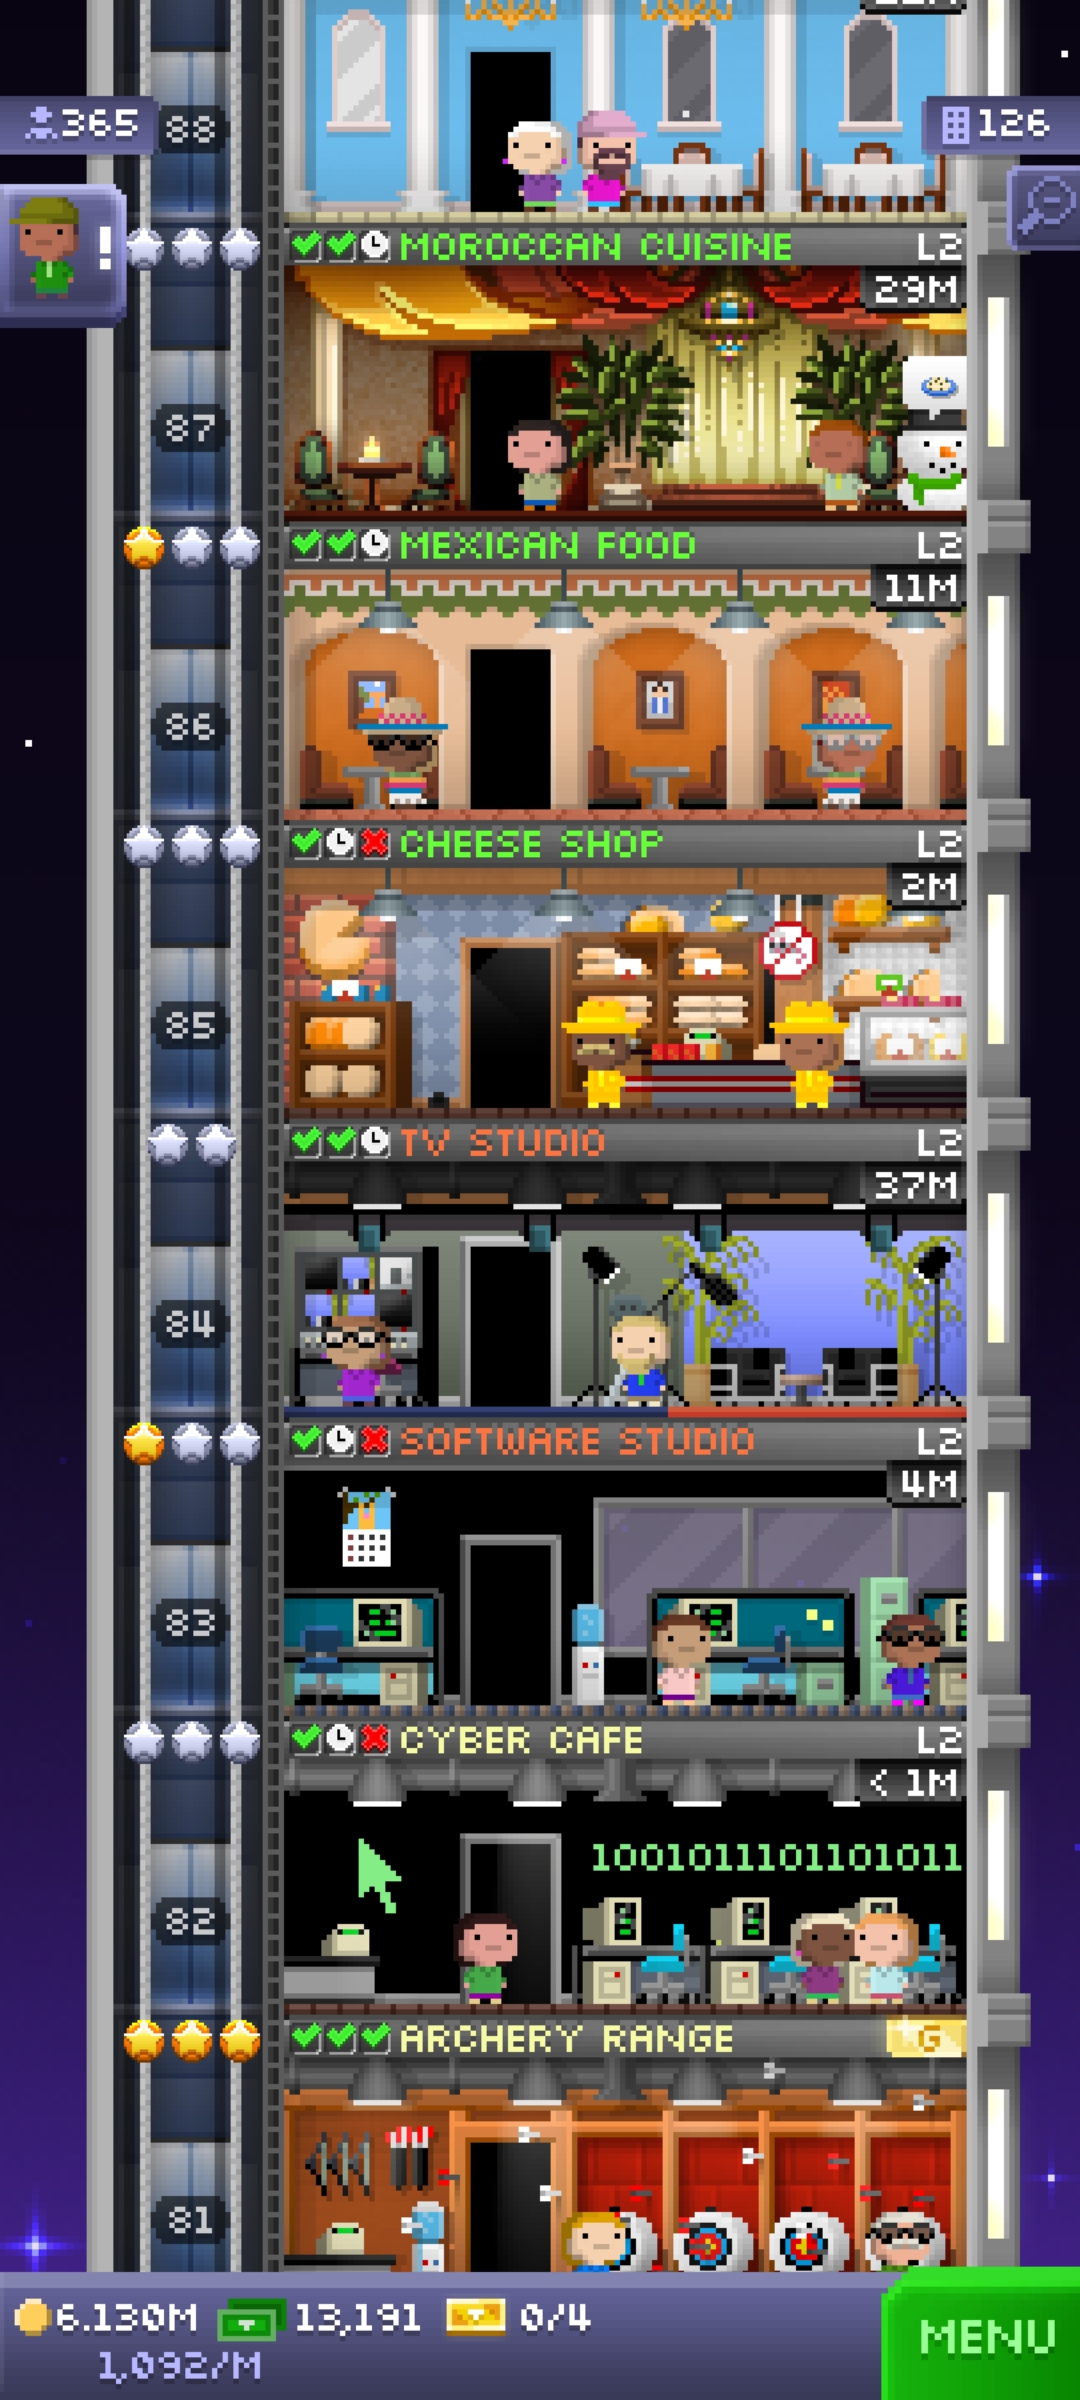 365
88
126
MOROCCAN CUISINE L2
29M
87
MEXICAN FOOD L2
11M
86
CHEESE SHOP L2
2M
85
TV STUDIO L2
37M
84
SOFTWARE STUDIO L2
4M
83
CYBER CAFE L2
< 1M
1001011101101011
82
ARCHERY RANGE G
81
6.130M 13,191 0/4
1,092/M
MENU